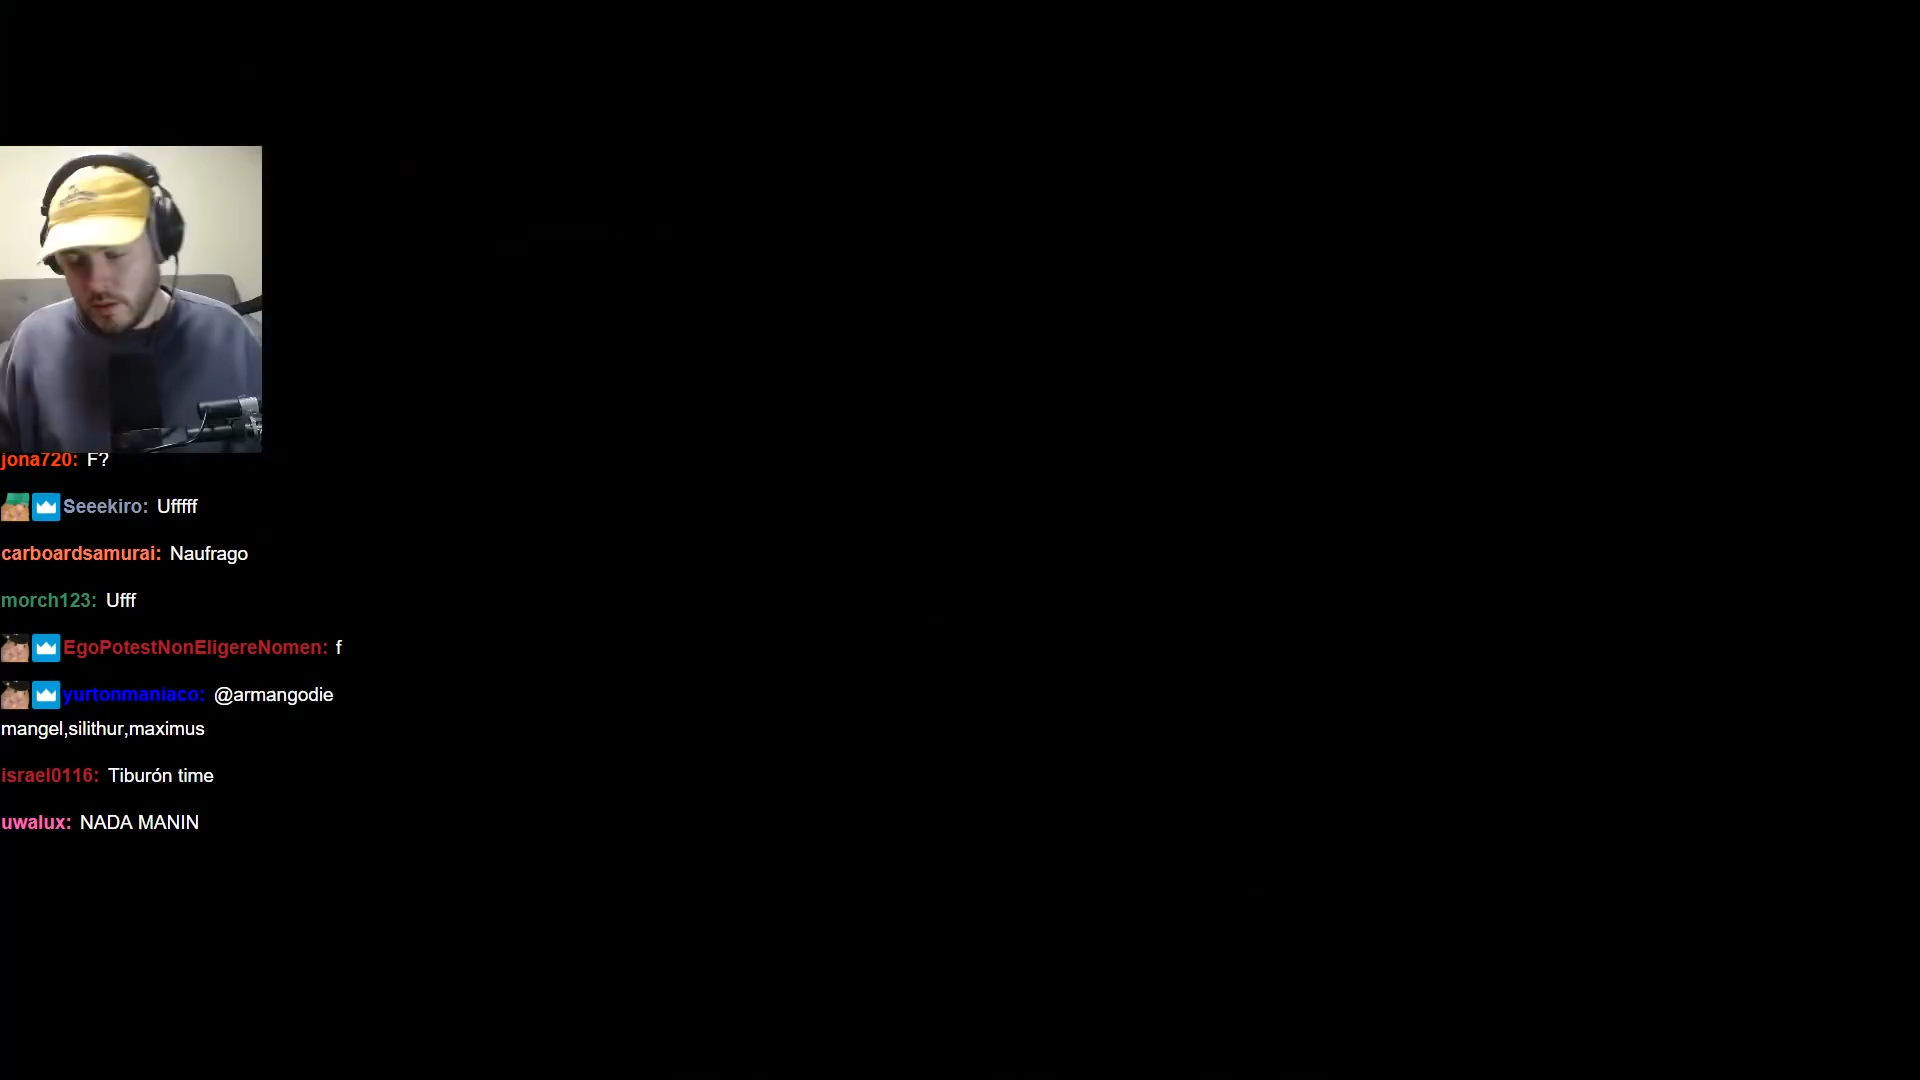 jona720: F?
Seeekiro: Ufffff
carboardsamurai: Naufrago
morch123: Ufff
EgoPotestNonEligereNomen: f
yurtonmaniaco: @armangodie
mangel,silithur,maximus
israel0116: Tiburón time
uwalux: NADA MANIN